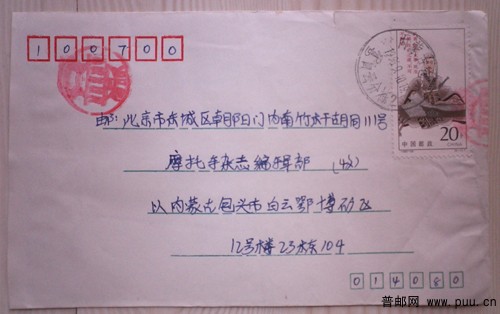 100700
20
中国邮政
CHINA
邮:北京市东城区朝阳门内南竹杆胡同11号
摩托车杂志编辑部 (收)
从内蒙古包头市白云鄂博矿区
12号楼23栋104
014080
普邮网 www.puu.cn